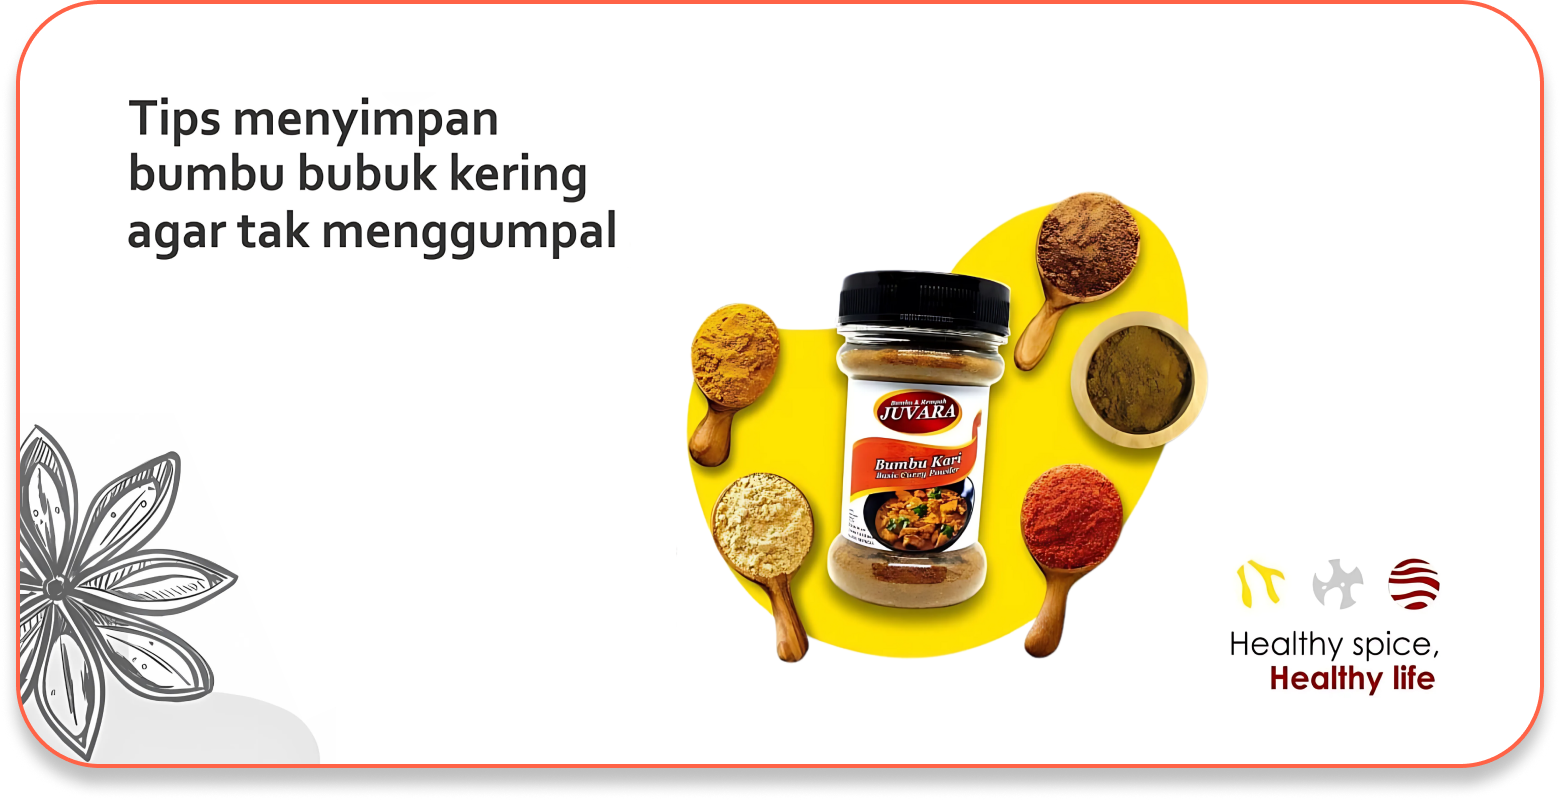 Tips menyimpan
bumbu bubuk kering
agar tak menggumpal
Bumbu & Rempah
JUVARA
Bumbu Kari
Basic Curry Powder
Healthy spice,
Healthy life